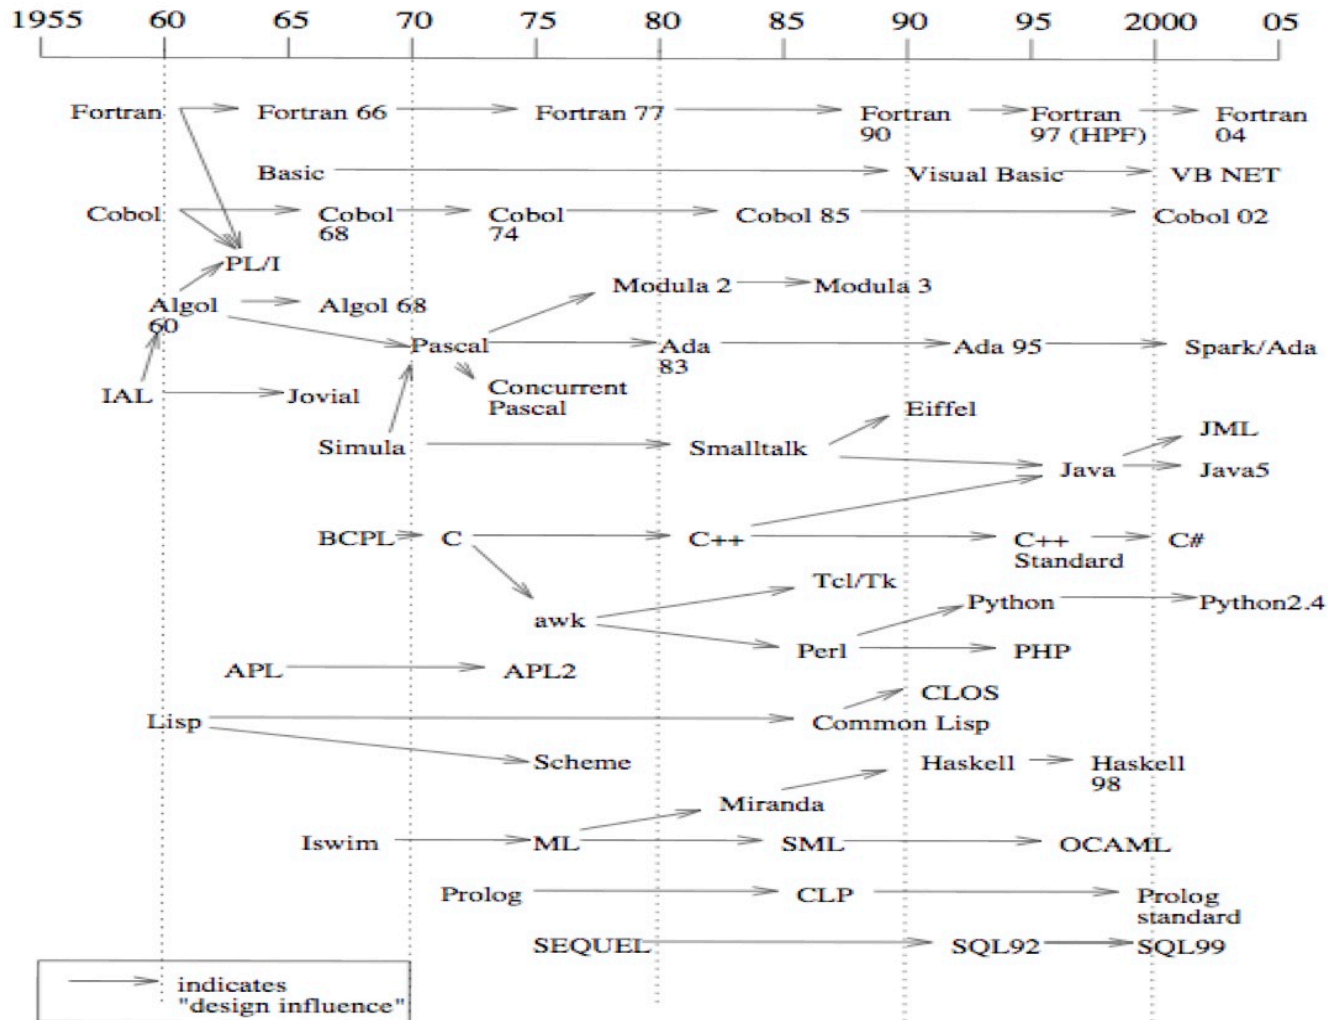 1955 60 65 70 75 80 85 90 95 2000 05
Fortran Fortran 66 Fortran 77 Fortran Fortran Fortran
90 97 (HPF) 04
Basic Visual Basic VB NET
Cobol Cobol Cobol Cobol 85 Cobol 02
68 74
PL/I
Modula 2 Modula 3
Algol Algol 68
60
Pascal Ada Ada 95 Spark/Ada
83
IAL Jovial Concurrent
Pascal
Eiffel
JML
Simula Smalltalk
Java Java5
BCPL C C++ C++ C#
Standard
Tcl/Tk
Python Python2.4
awk
Perl PHP
APL APL2
CLOS
Lisp Common Lisp
Scheme Haskell Haskell
98
Miranda
Iswim ML SML OCAML
Prolog CLP Prolog
standard
SEQUEL SQL92 SQL99
indicates
"design influence"